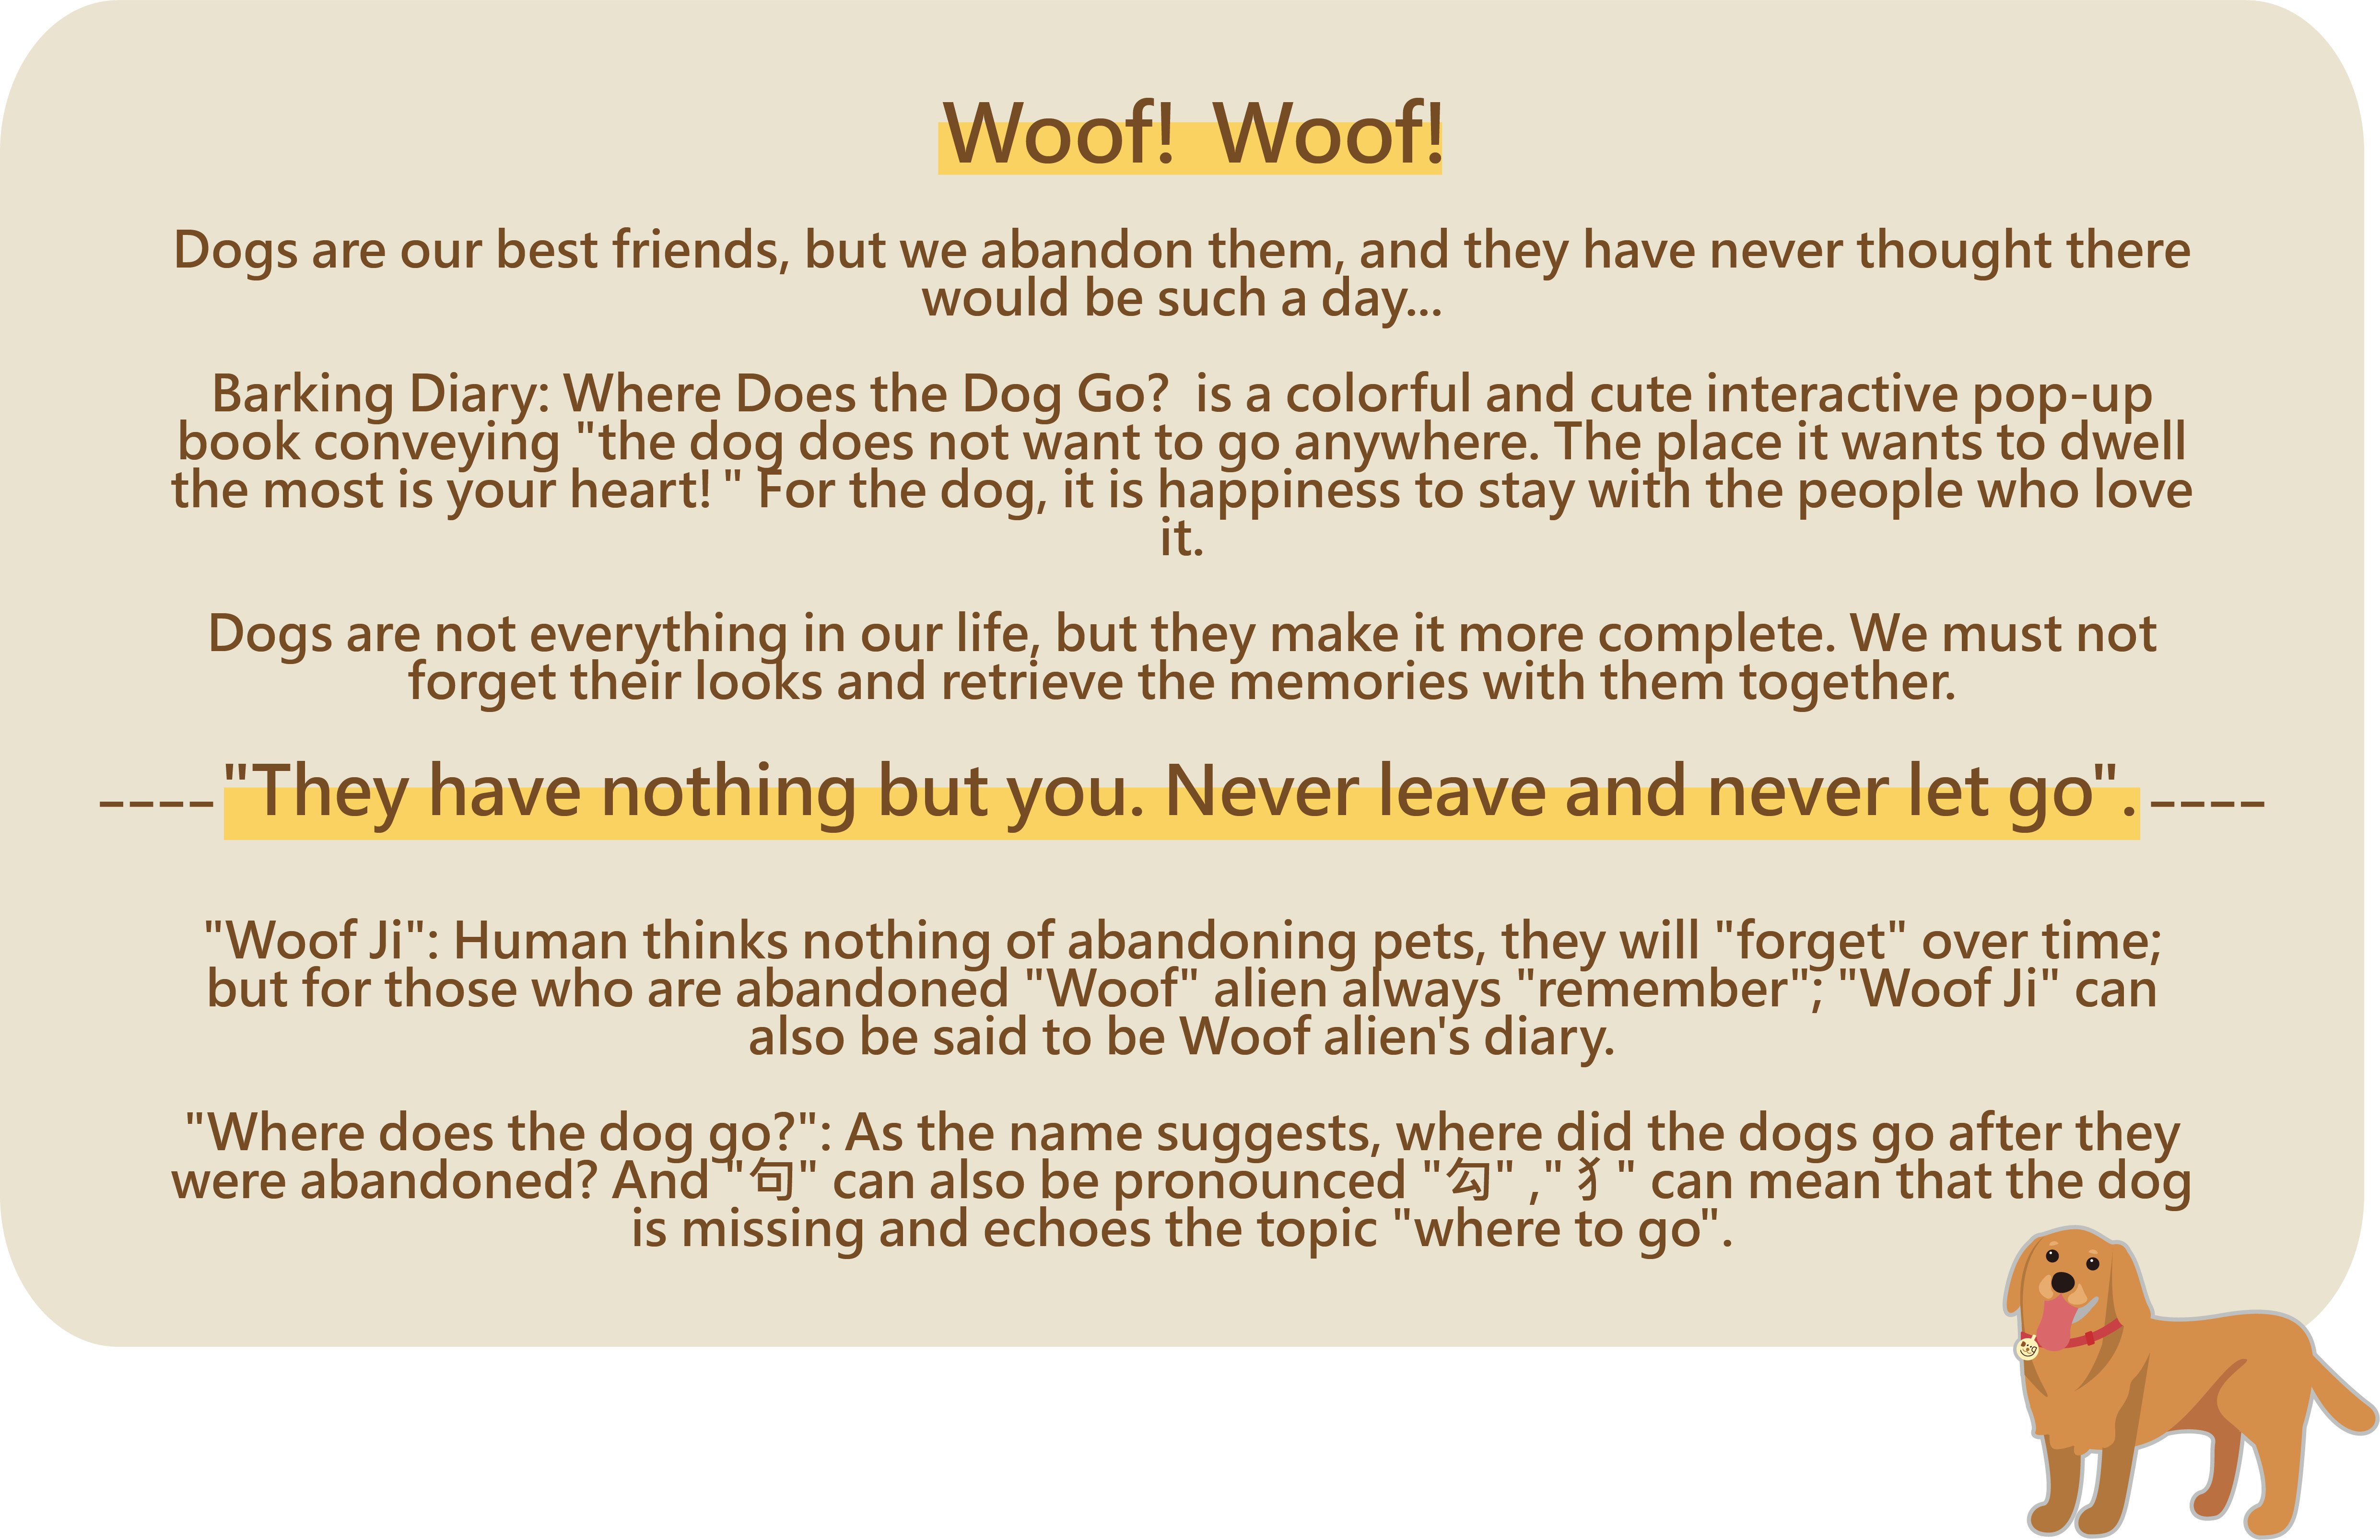 Woof!  Woof!
Dogs are our best friends, but we abandon them, and they have never thought there
would be such a day...
Barking Diary: Where Does the Dog Go?  is a colorful and cute interactive pop-up
book conveying "the dog does not want to go anywhere. The place it wants to dwell
the most is your heart! " For the dog, it is happiness to stay with the people who love
it.
Dogs are not everything in our life, but they make it more complete. We must not
forget their looks and retrieve the memories with them together.
---- "They have nothing but you. Never leave and never let go". ----
"Woof Ji": Human thinks nothing of abandoning pets, they will "forget" over time;
but for those who are abandoned "Woof" alien always "remember"; "Woof Ji" can
also be said to be Woof alien's diary.
"Where does the dog go?": As the name suggests, where did the dogs go after they
were abandoned? And "句" can also be pronounced "勾" ,"犭" can mean that the dog
is missing and echoes the topic "where to go".